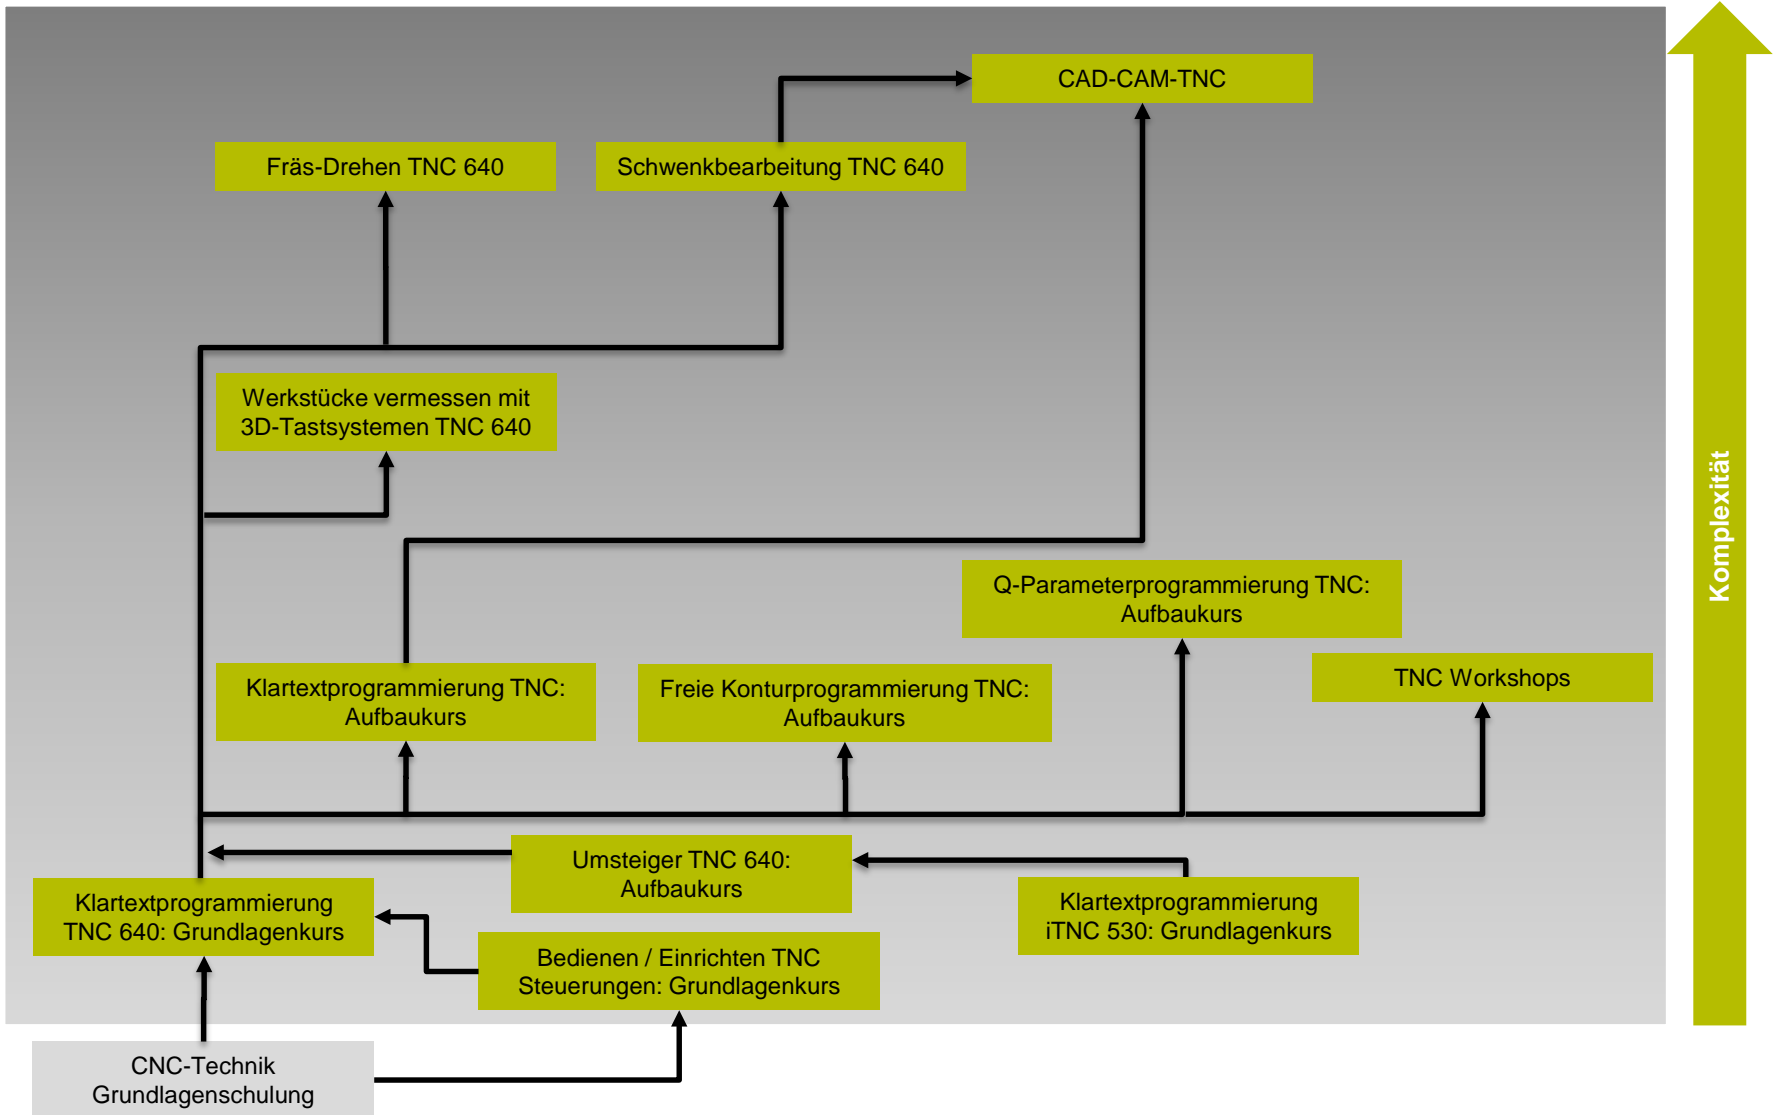 CAD-CAM-TNC
Fräs-Drehen TNC 640
Schwenkbearbeitung TNC 640
Werkstücke vermessen mit
3D-Tastsystemen TNC 640
Komplexität
Q-Parameterprogrammierung TNC:
Aufbaukurs
Klartextprogrammierung TNC:
Aufbaukurs
Freie Konturprogrammierung TNC:
Aufbaukurs
TNC Workshops
Umsteiger TNC 640:
Aufbaukurs
Klartextprogrammierung
TNC 640: Grundlagenkurs
Klartextprogrammierung
iTNC 530: Grundlagenkurs
Bedienen / Einrichten TNC
Steuerungen: Grundlagenkurs
CNC-Technik
Grundlagenschulung